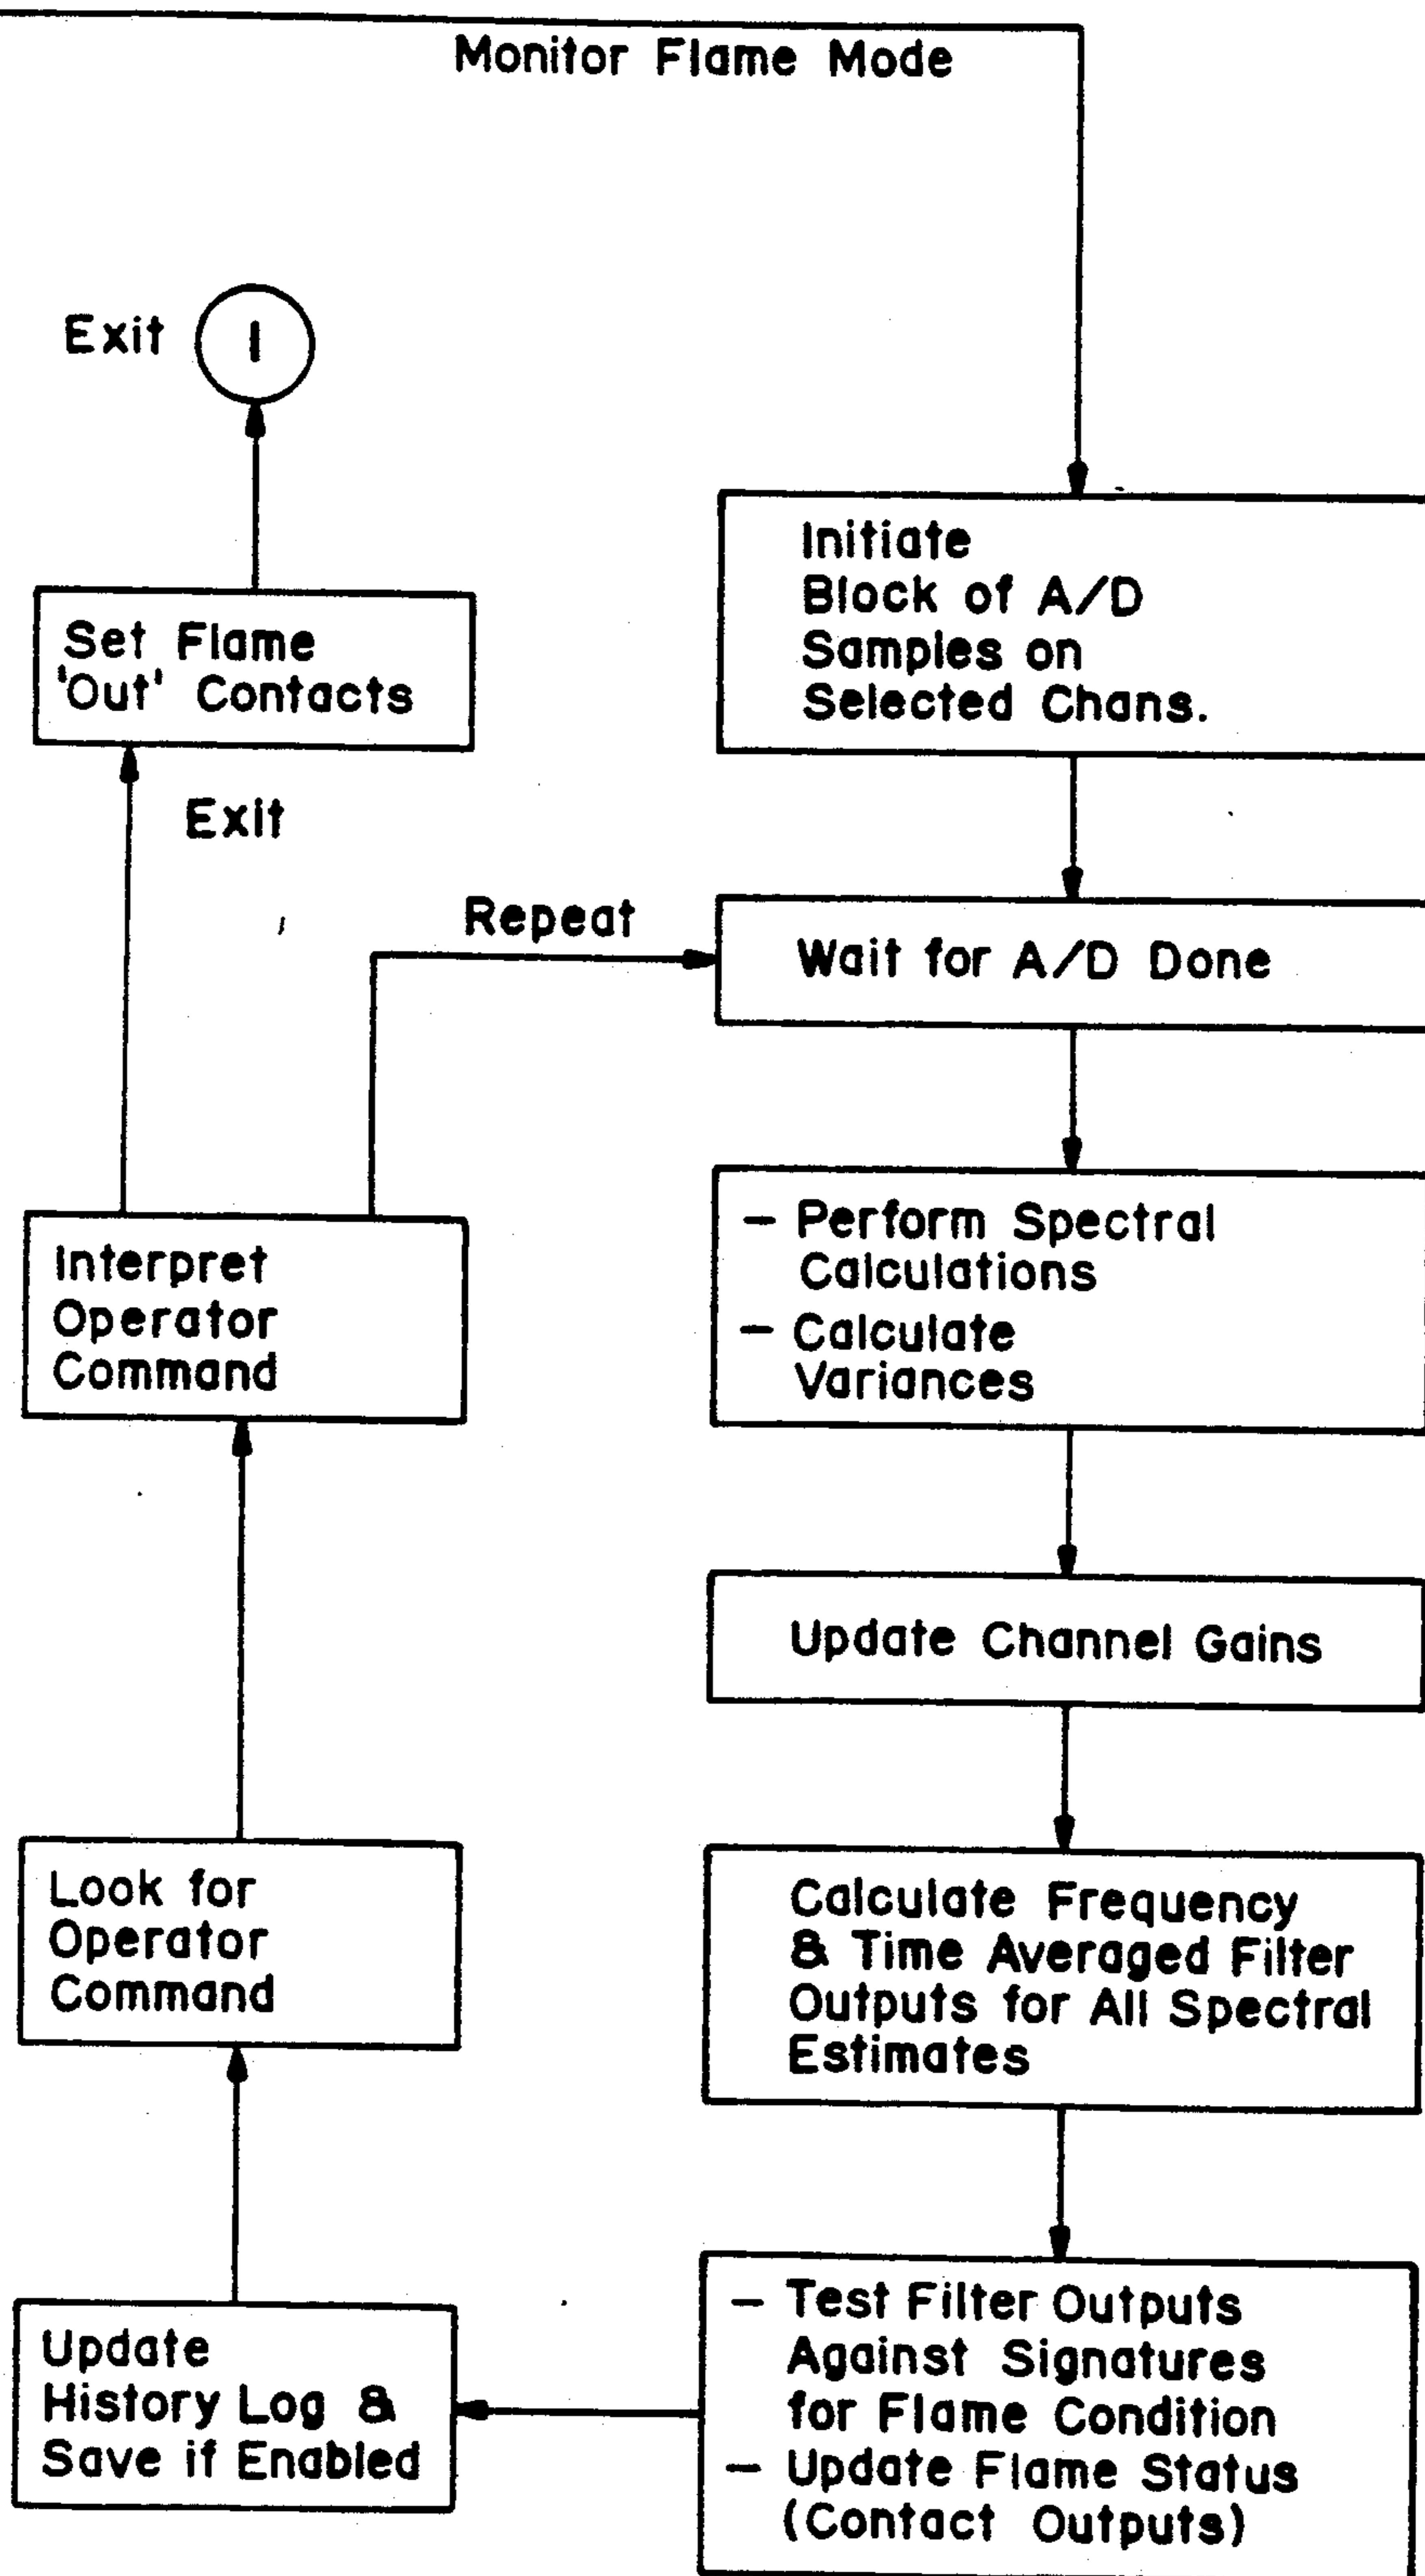 Monitor Flame Mode
Exit
1
Set Flame
'Out' Contacts
Exit
Repeat
Interpret
Operator
Command
Look for
Operator
Command
Update
History Log &
Save if Enabled
Initiate
Block of A/D
Samples on
Selected Chans.
Wait for A/D Done
- Perform Spectral
Calculations
- Calculate
Variances
Update Channel Gains
Calculate Frequency
& Time Averaged Filter
Outputs for All Spectral
Estimates
- Test Filter Outputs
Against Signatures
for Flame Condition
- Update Flame Status
(Contact Outputs)